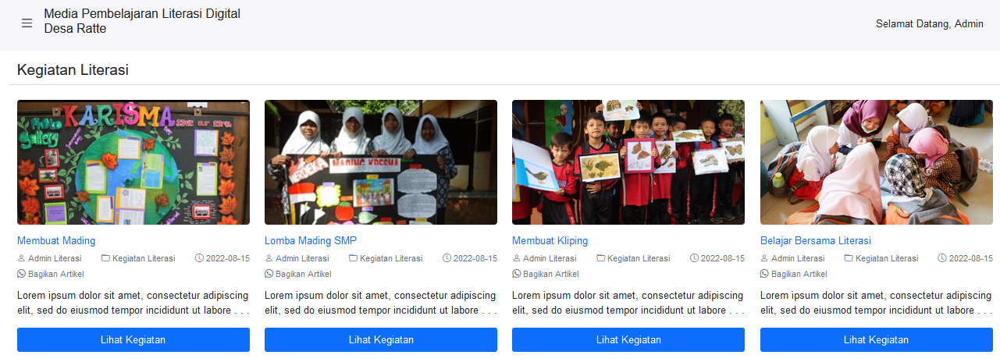 Media Pembelajaran Literasi Digital
Desa Ratte
Selamat Datang, Admin
Kegiatan Literasi
KARISMA
SAVE OUR EARTH
Photo
Gallery
MADING KRESMA
Membuat Mading
Admin Literasi Kegiatan Literasi 2022-08-15
Bagikan Artikel
Lorem ipsum dolor sit amet, consectetur adipiscing
elit, sed do eiusmod tempor incididunt ut labore . . .
Lihat Kegiatan
Lomba Mading SMP
Admin Literasi Kegiatan Literasi 2022-08-15
Bagikan Artikel
Lorem ipsum dolor sit amet, consectetur adipiscing
elit, sed do eiusmod tempor incididunt ut labore . . .
Lihat Kegiatan
Membuat Kliping
Admin Literasi Kegiatan Literasi 2022-08-15
Bagikan Artikel
Lorem ipsum dolor sit amet, consectetur adipiscing
elit, sed do eiusmod tempor incididunt ut labore . . .
Lihat Kegiatan
Belajar Bersama Literasi
Admin Literasi Kegiatan Literasi 2022-08-15
Bagikan Artikel
Lorem ipsum dolor sit amet, consectetur adipiscing
elit, sed do eiusmod tempor incididunt ut labore . . .
Lihat Kegiatan